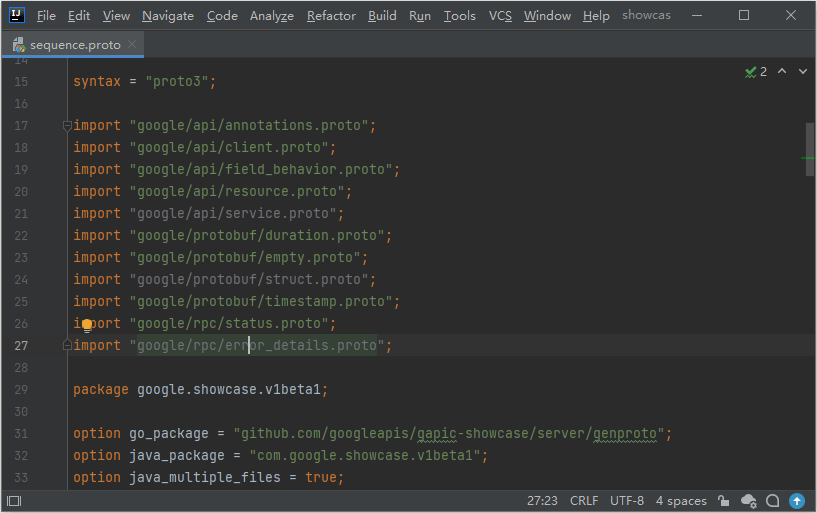 IJ File Edit View Navigate Code Analyze Refactor Build Run Tools VCS Window Help showcas
sequence.proto
14
15 syntax = "proto3";
2
16
17 import "google/api/annotations.proto";
18 import "google/api/client.proto";
19 import "google/api/field_behavior.proto";
20 import "google/api/resource.proto";
21 import "google/api/service.proto";
22 import "google/protobuf/duration.proto";
23 import "google/protobuf/empty.proto";
24 import "google/protobuf/struct.proto";
25 import "google/protobuf/timestamp.proto";
26 import "google/rpc/status.proto";
27 import "google/rpc/error_details.proto";
28
29 package google.showcase.v1beta1;
30
31 option go_package = "github.com/googleapis/gapic-showcase/server/genproto";
32 option java_package = "com.google.showcase.v1beta1";
33 option java_multiple_files = true;
27:23 CRLF UTF-8 4 spaces